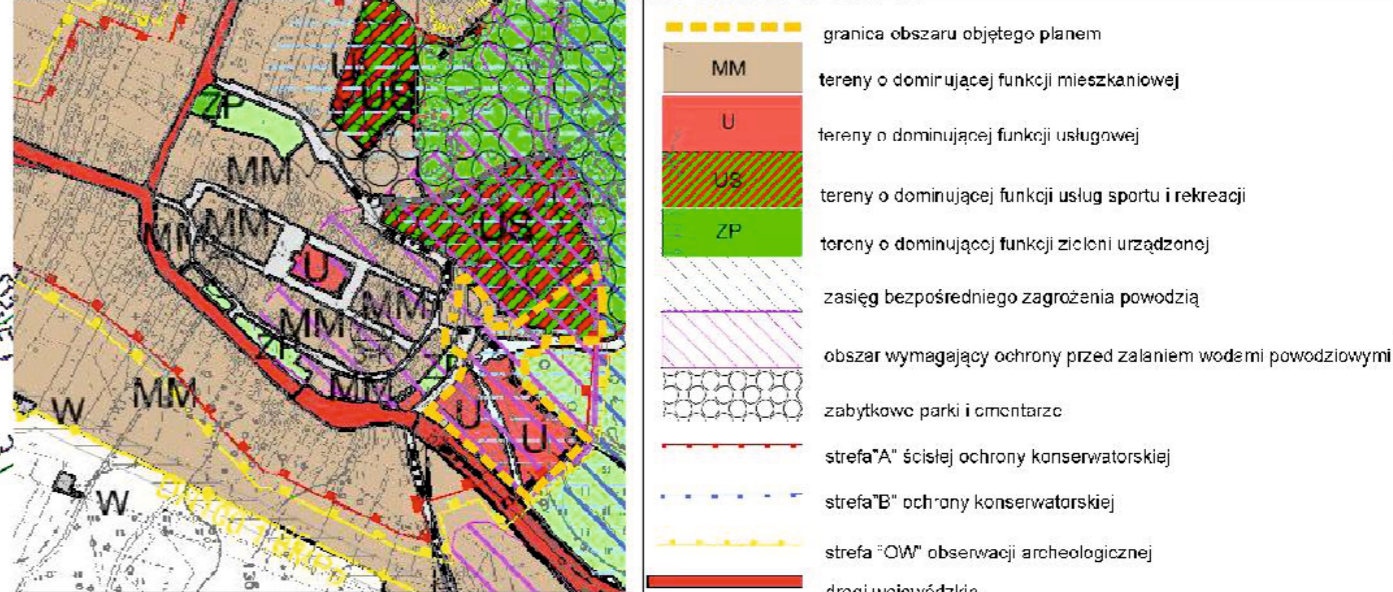 U
US
ZP
MM
US
MM
MM
U
MM
MM
ZP
ZP
MM
MM
U
U
W
W
granica obszaru objętego planem
MM
tereny o dominującej funkcji mieszkaniowej
U
tereny o dominującej funkcji usługowej
US
tereny o dominującej funkcji usług sportu i rekreacji
ZP
tereny o dominującej funkcji zieleni urządzonej
zasięg bezpośredniego zagrożenia powodzią
obszar wymagający ochrony przed zalaniem wodami powodziowymi
zabytkowe parki i cmentarze
strefa"A" ścisłej ochrony konserwatorskiej
strefa"B" ochrony konserwatorskiej
strefa "OW" obserwacji archeologicznej
drogi wojewódzkie